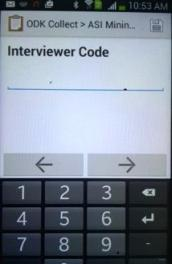 10:53 AM
ODK Collect > ASI Minin...
Interviewer Code
1 2 3
4 5 6
7 8 9 -